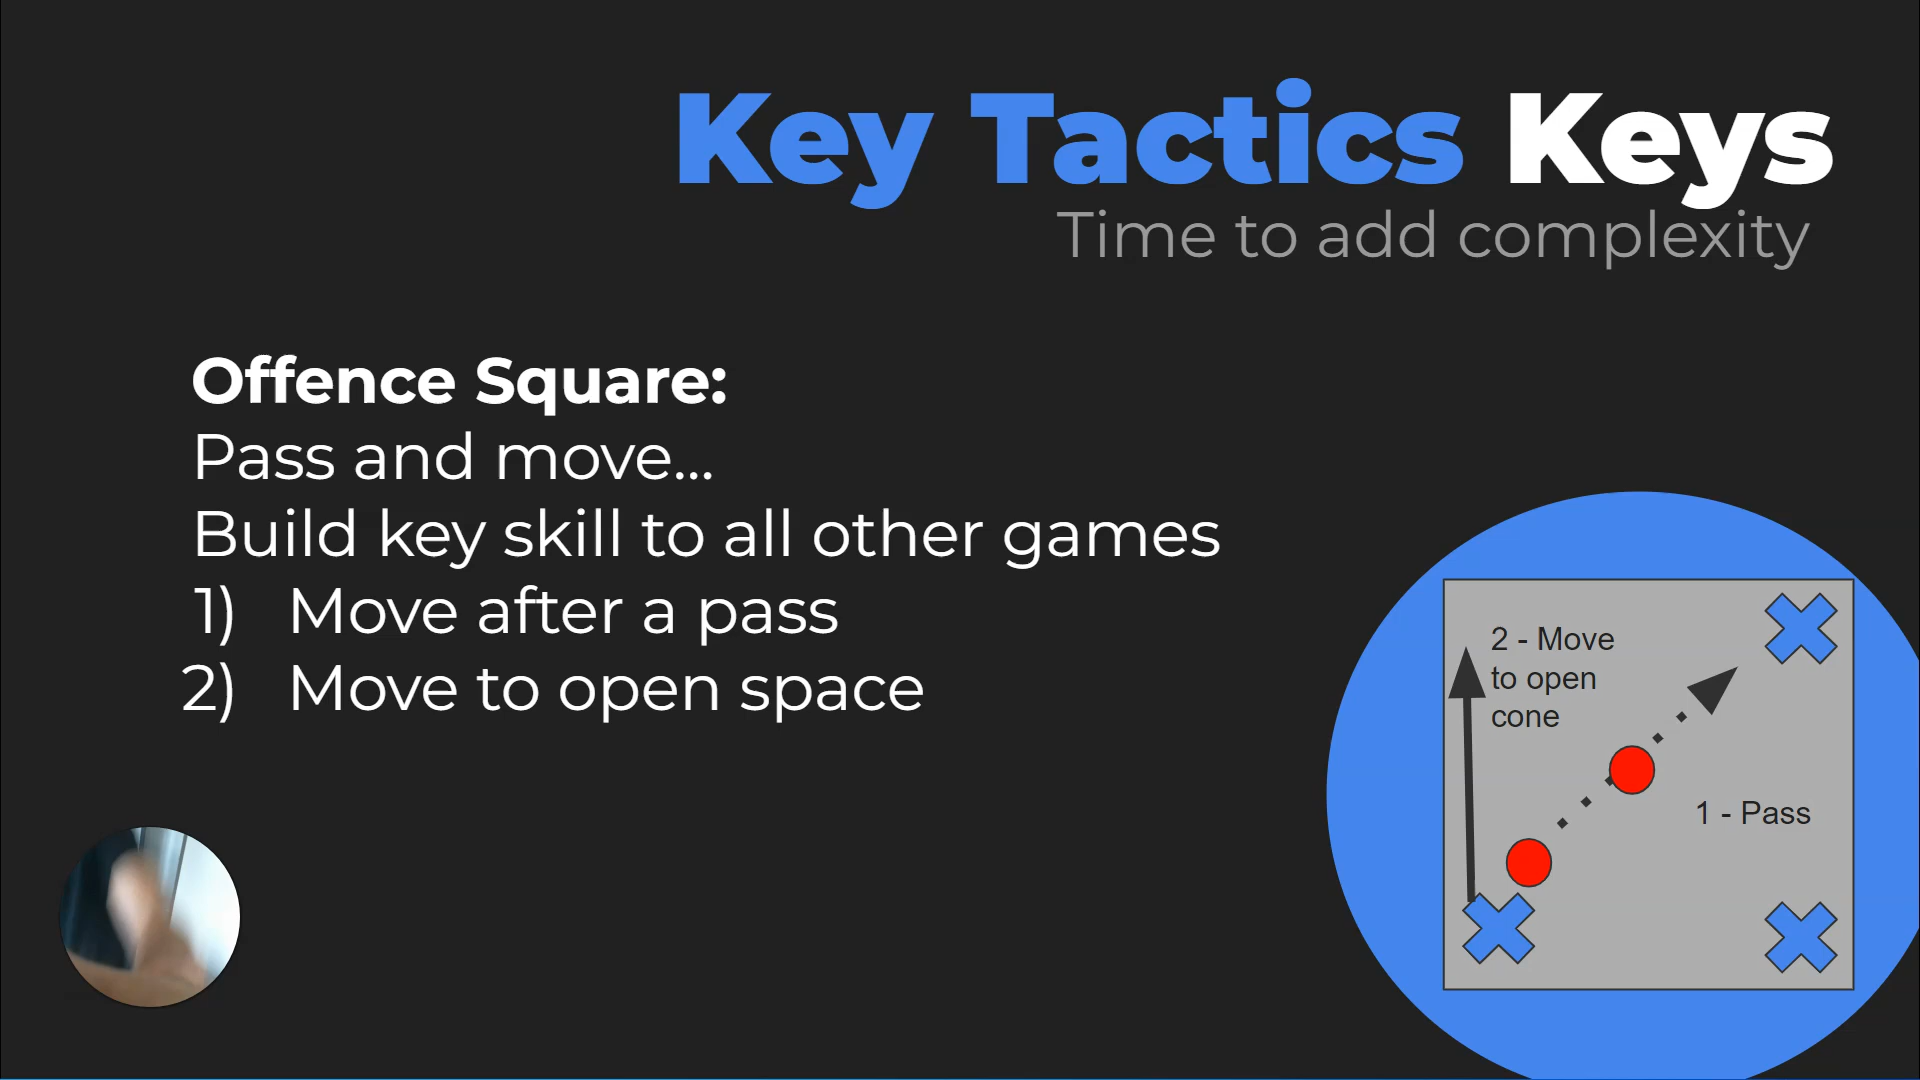 Key Tactics Keys
Time to add complexity
Offence Square:
Pass and move...
Build key skill to all other games
1) Move after a pass
2) Move to open space
2 - Move
to open
cone
1 - Pass